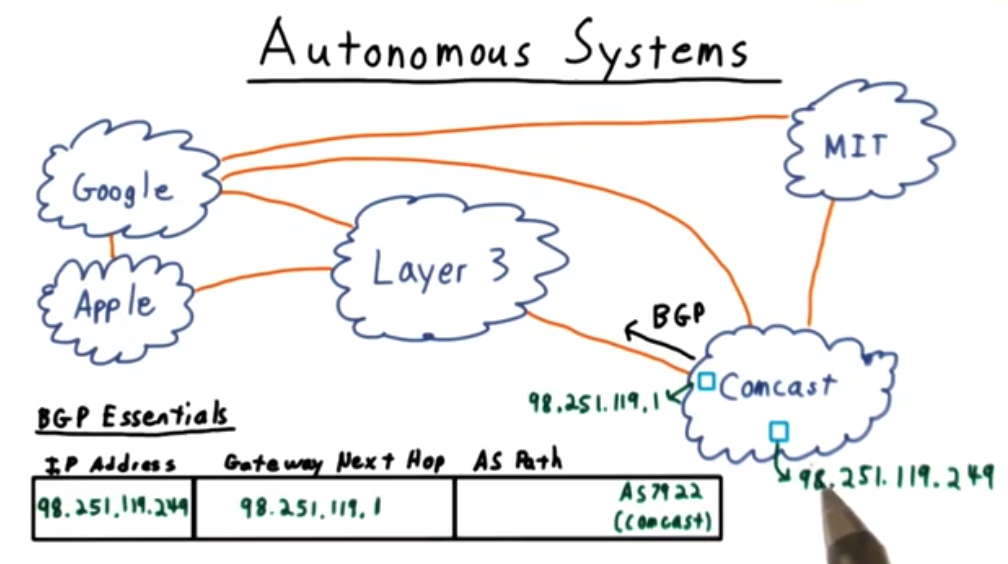 Autonomous Systems
Google
MIT
Layer 3
Apple
BGP
Comcast
98.251.119.1
98.251.119.249
BGP Essentials
IP Address Gateway Next Hop AS Path
98.251.119.249 98.251.119.1 AS7922
(Comcast)